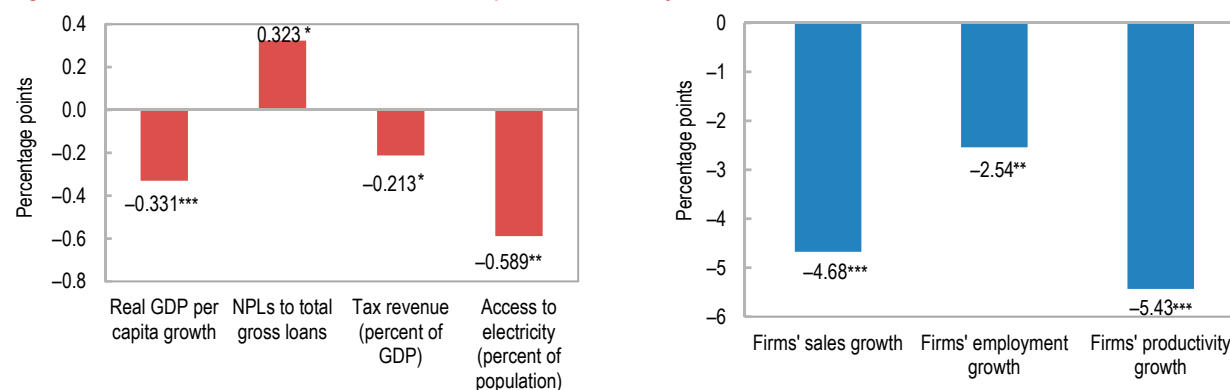 Percentage points
0.4
0.2
0.0
–0.2
–0.4
–0.6
–0.8
0.323 *
–0.331***
–0.213*
–0.589**
Real GDP per
capita growth
NPLs to total
gross loans
Tax revenue
(percent of
GDP)
Access to
electricity
(percent of
population)
Percentage points
0
–1
–2
–3
–4
–5
–6
–4.68***
–2.54**
–5.43***
Firms' sales growth
Firms' employment
growth
Firms' productivity
growth